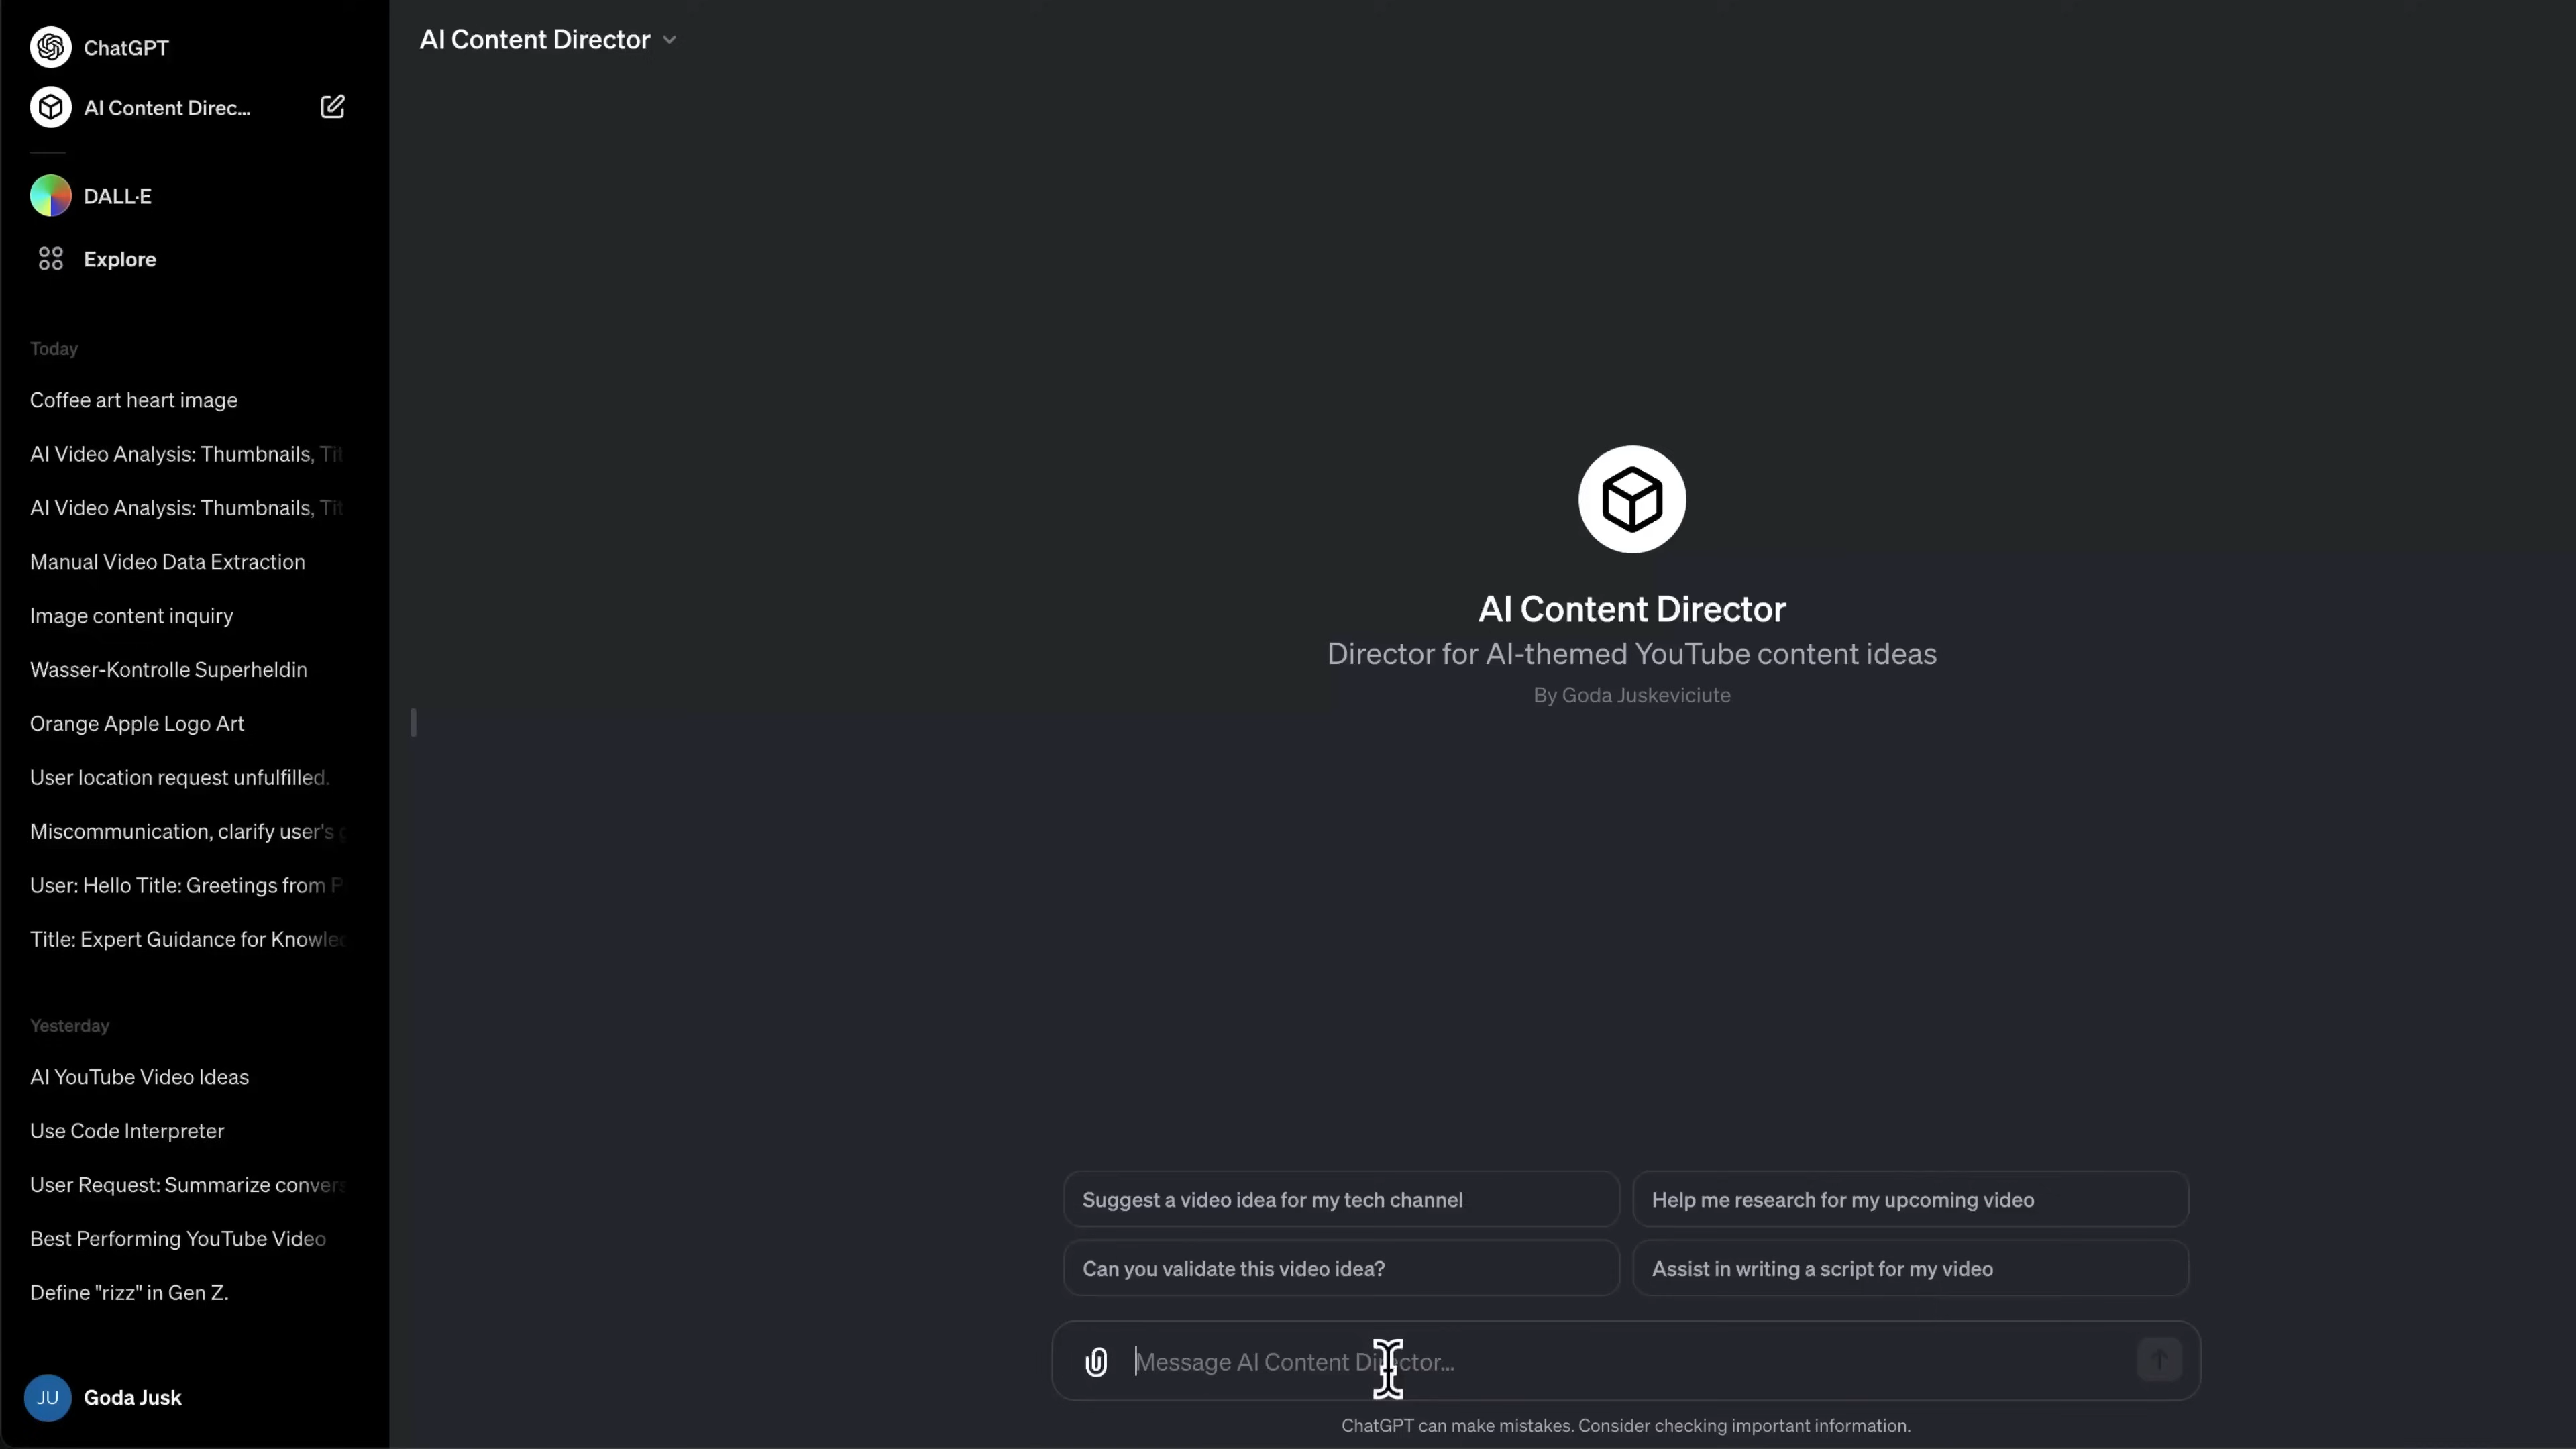 ChatGPT
AI Content Direc...
DALL·E
Explore
Today
Coffee art heart image
AI Video Analysis: Thumbnails, Tit
AI Video Analysis: Thumbnails, Tit
Manual Video Data Extraction
Image content inquiry
Wasser-Kontrolle Superheldin
Orange Apple Logo Art
User location request unfulfilled.
Miscommunication, clarify user's g
User: Hello Title: Greetings from P
Title: Expert Guidance for Knowled
Yesterday
AI YouTube Video Ideas
Use Code Interpreter
User Request: Summarize convers
Best Performing YouTube Video
Define "rizz" in Gen Z.
JU Goda Jusk
AI Content Director
AI Content Director
Director for AI-themed YouTube content ideas
By Goda Juskeviciute
Suggest a video idea for my tech channel
Help me research for my upcoming video
Can you validate this video idea?
Assist in writing a script for my video
Message AI Content Director...
ChatGPT can make mistakes. Consider checking important information.